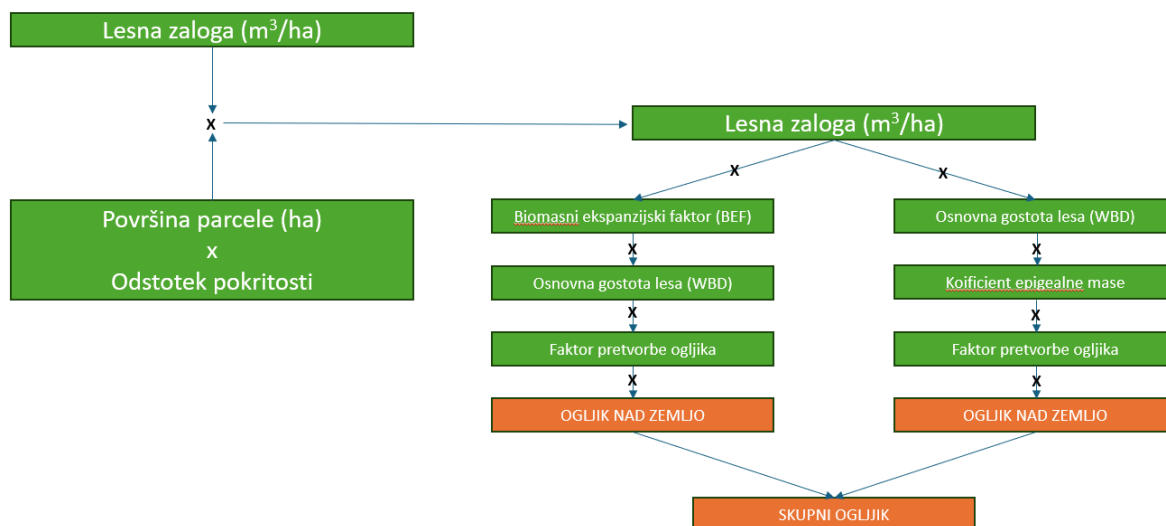 Lesna zaloga (m³/ha)
x
Lesna zaloga (m³/ha)
Površina parcele (ha)
x
Odstotek pokritosti
x
x
Biomasni ekspanzijski faktor (BEF)
Osnovna gostota lesa (WBD)
x
x
Osnovna gostota lesa (WBD)
Koificient epigealne mase
x
x
Faktor pretvorbe ogljika
Faktor pretvorbe ogljika
x
x
OGLJIK NAD ZEMLJO
OGLJIK NAD ZEMLJO
SKUPNI OGLJJIK